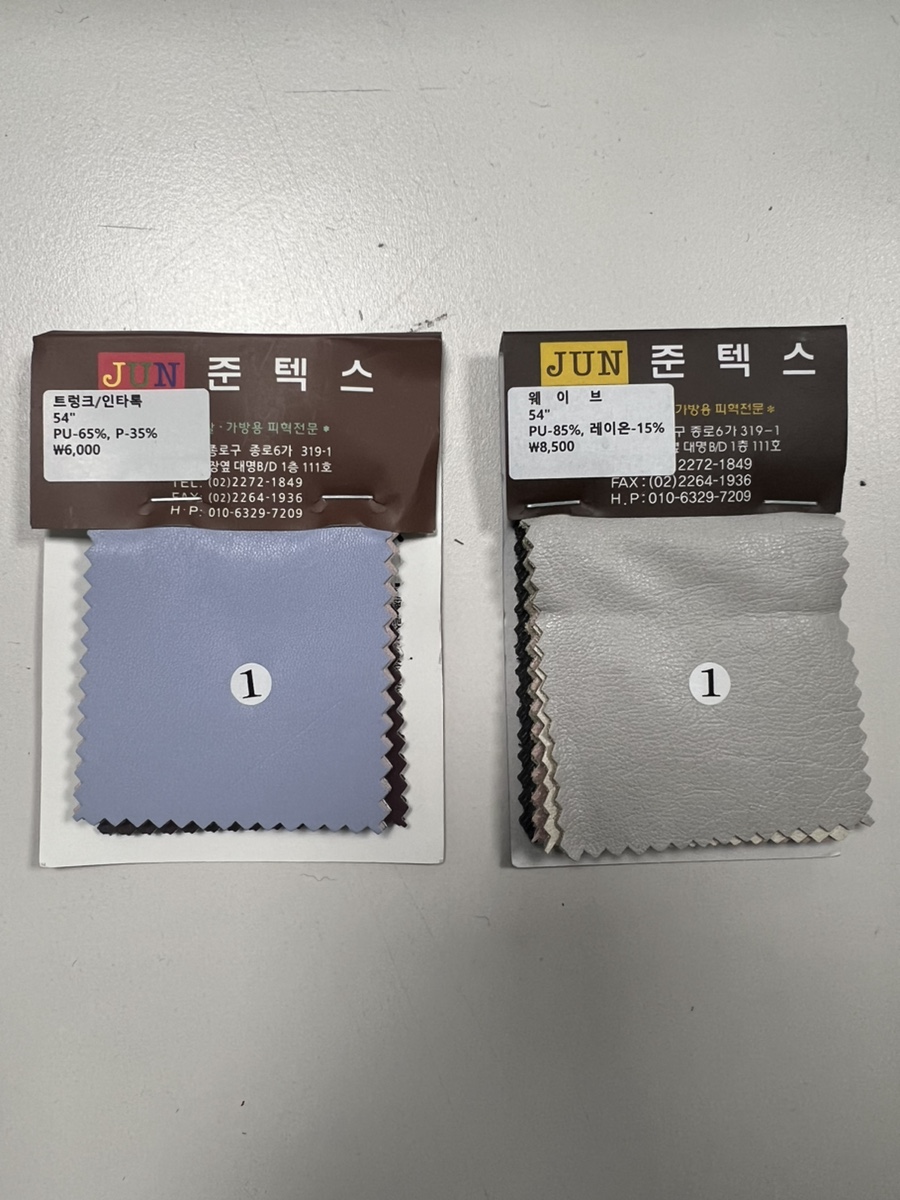 JUN 준 텍 스
트렁크/인타록
54"
PU-65%, P-35%
₩6,000
·가방용 피혁전문*
종로구 종로6가 319-1
대명B/D 1층 111호
TEL: (02)2272-1849
FAX: (02)2264-1936
H.P: 010-6329-7209
1
JUN 준 텍 스
웨 이 브
54"
PU-85%, 레이온-15%
₩8,500
가방용 피혁전문*
구 종로6가 319-1
옆 대명B/D 1층 111호
2272-1849
FAX:(02)2264-1936
H.P:010-6329-7209
1